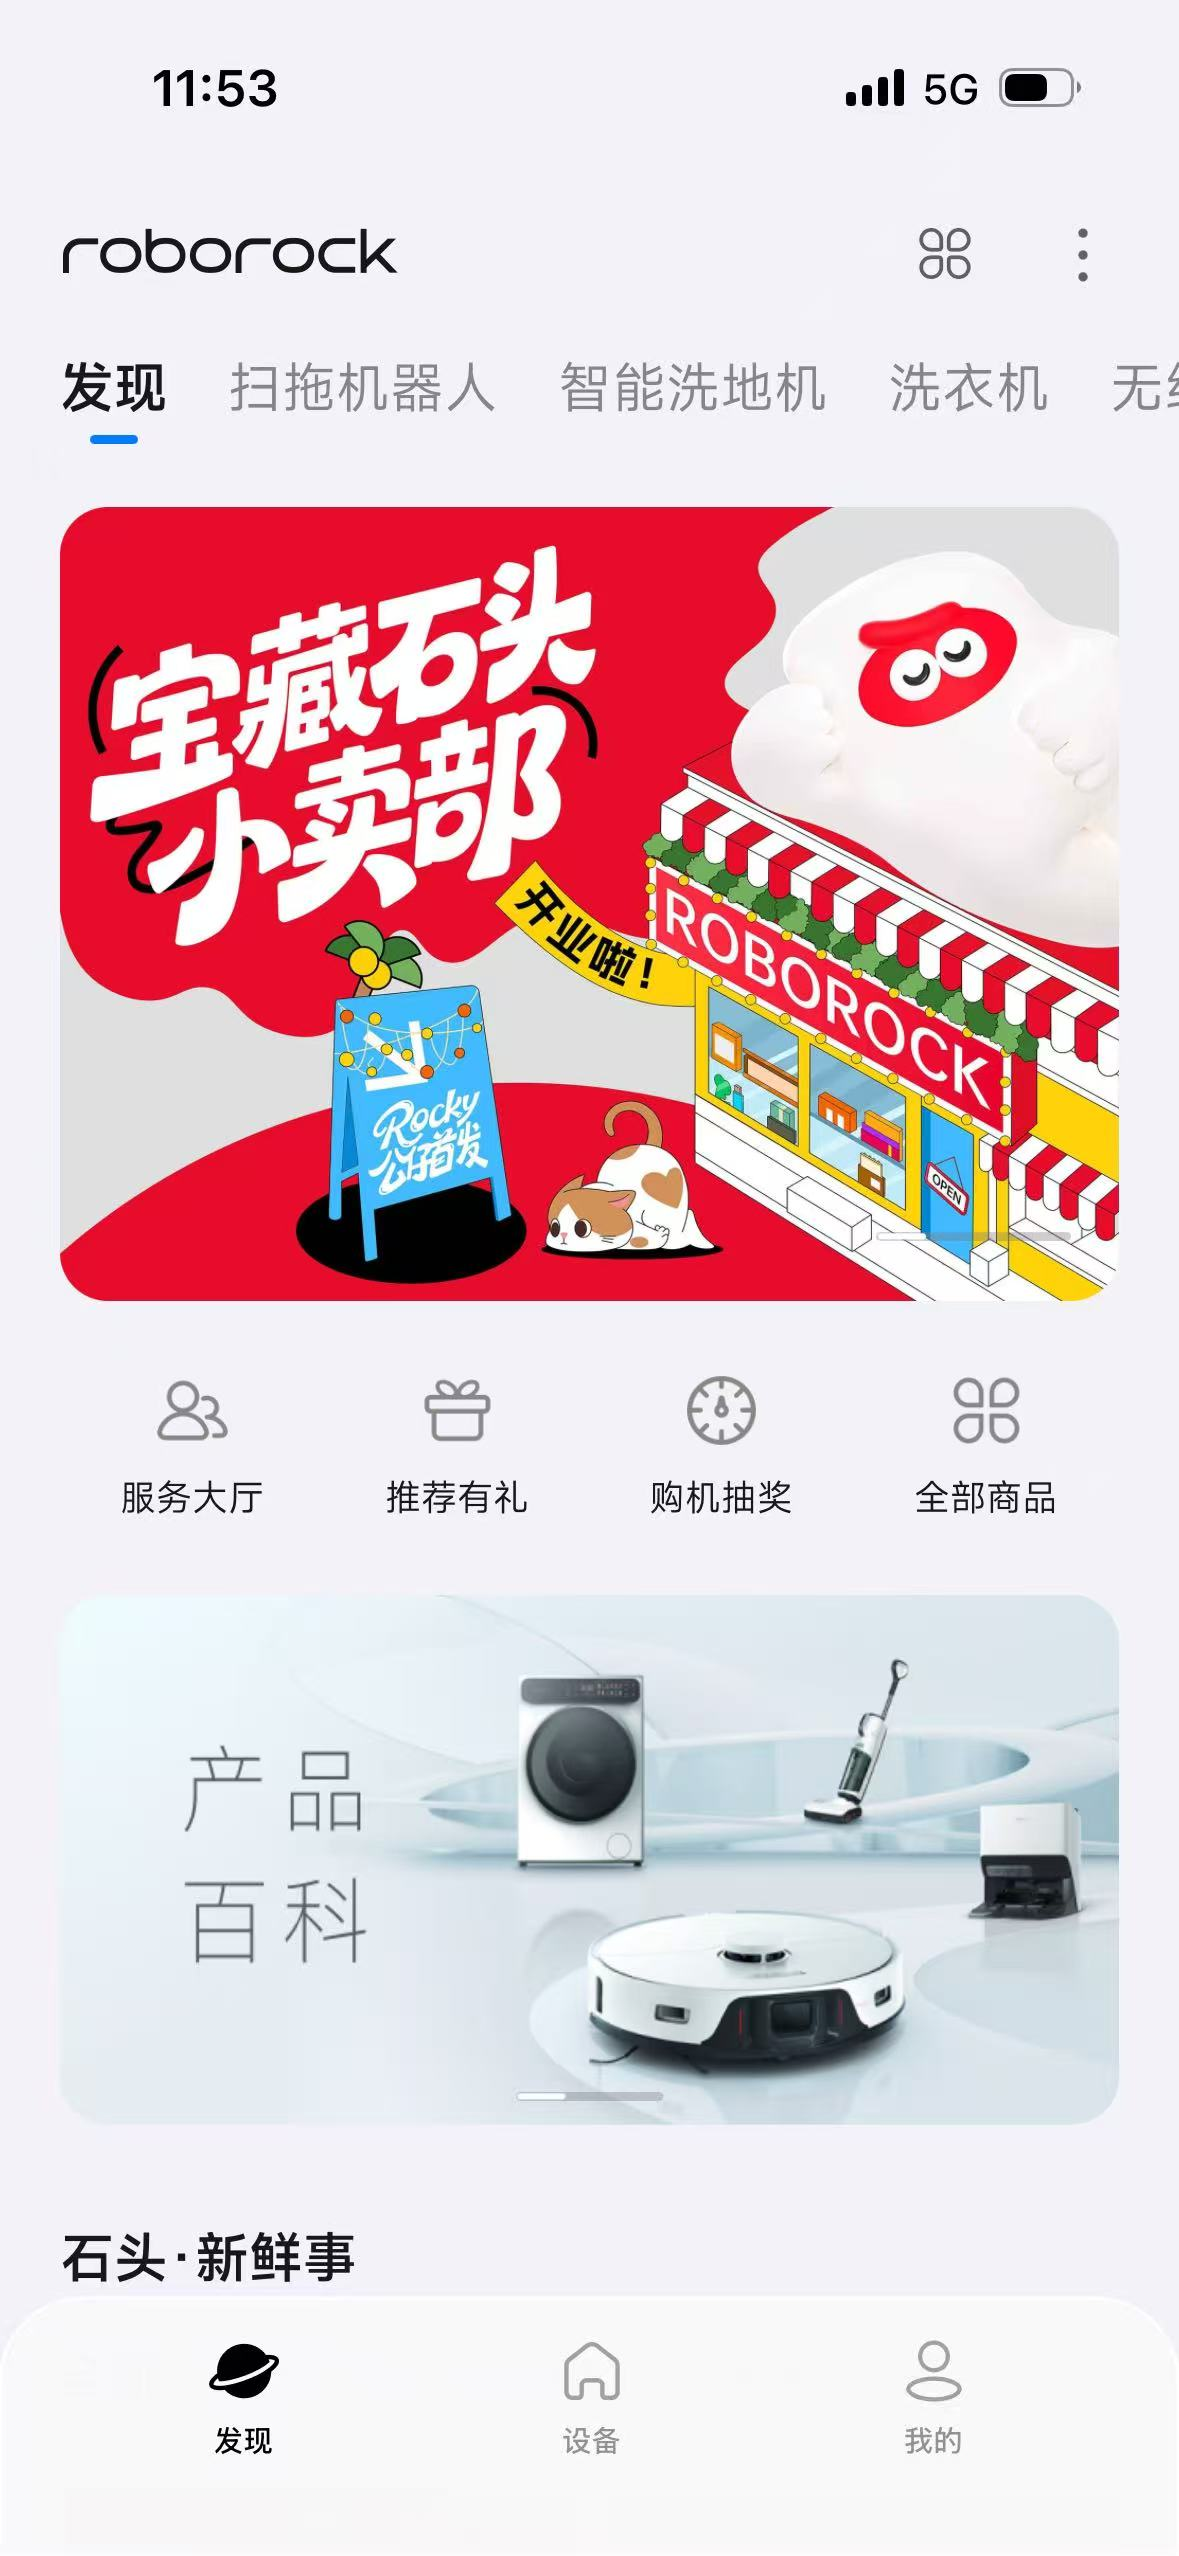 11:53
5G
roborock
发现 扫拖机器人 智能洗地机 洗衣机
宝藏石头
小卖部
开业啦！
ROBOROCK
Rocky
公仔首发
OPEN
服务大厅 推荐有礼 购机抽奖 全部商品
产品
百科
石头·新鲜事
发现 设备 我的